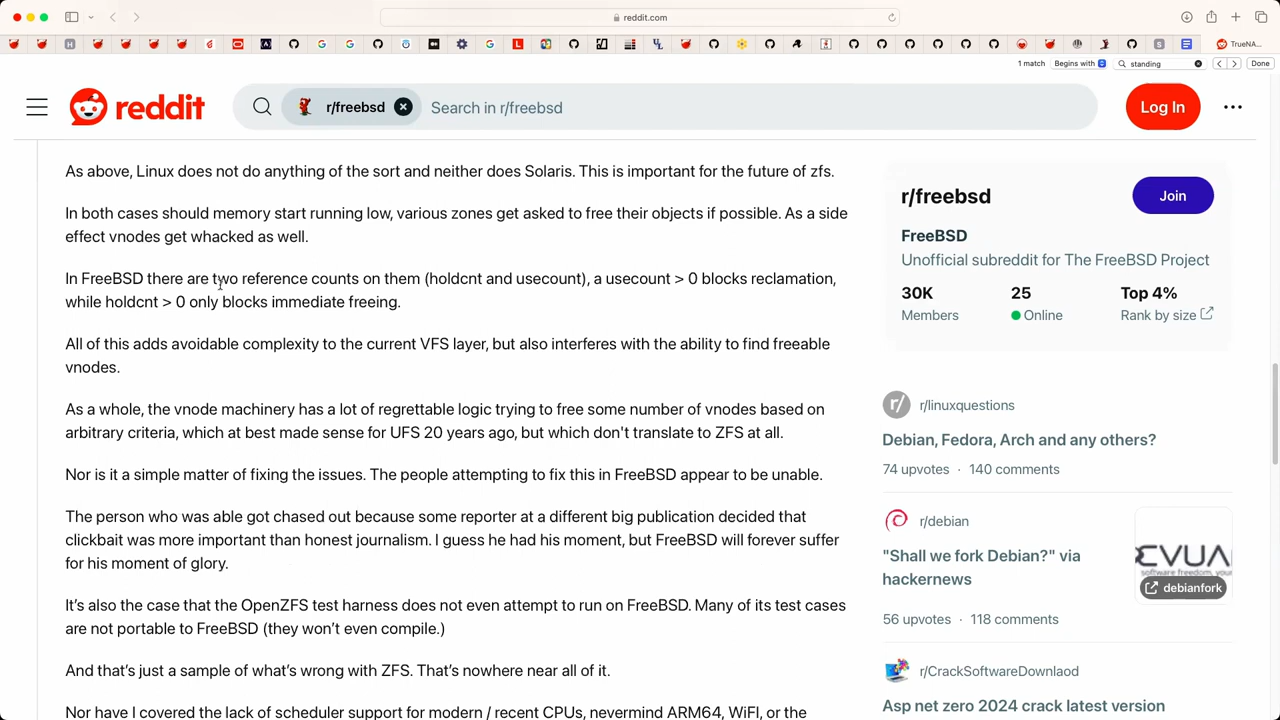 reddit.com
1 match
Begins with
standing
Done
TrueNA...
reddit
r/freebsd
Search in r/freebsd
Log In
As above, Linux does not do anything of the sort and neither does Solaris. This is important for the future of zfs.
In both cases should memory start running low, various zones get asked to free their objects if possible. As a side
effect vnodes get whacked as well.
In FreeBSD there are two reference counts on them (holdcnt and usecount), a usecount > 0 blocks reclamation,
while holdcnt > 0 only blocks immediate freeing.
All of this adds avoidable complexity to the current VFS layer, but also interferes with the ability to find freeable
vnodes.
As a whole, the vnode machinery has a lot of regrettable logic trying to free some number of vnodes based on
arbitrary criteria, which at best made sense for UFS 20 years ago, but which don't translate to ZFS at all.
Nor is it a simple matter of fixing the issues. The people attempting to fix this in FreeBSD appear to be unable.
The person who was able got chased out because some reporter at a different big publication decided that
clickbait was more important than honest journalism. I guess he had his moment, but FreeBSD will forever suffer
for his moment of glory.
It's also the case that the OpenZFS test harness does not even attempt to run on FreeBSD. Many of its test cases
are not portable to FreeBSD (they won't even compile.)
And that's just a sample of what's wrong with ZFS. That's nowhere near all of it.
Nor have I covered the lack of scheduler support for modern / recent CPUs, nevermind ARM64, WiFI, or the
r/freebsd
Join
FreeBSD
Unofficial subreddit for The FreeBSD Project
30K
25
Top 4%
Members
Online
Rank by size
r/linuxquestions
Debian, Fedora, Arch and any others?
74 upvotes · 140 comments
r/debian
"Shall we fork Debian?" via
hackernews
EVUA
software freedom, your
debianfork
56 upvotes · 118 comments
r/CrackSoftwareDownlaod
Asp net zero 2024 crack latest version